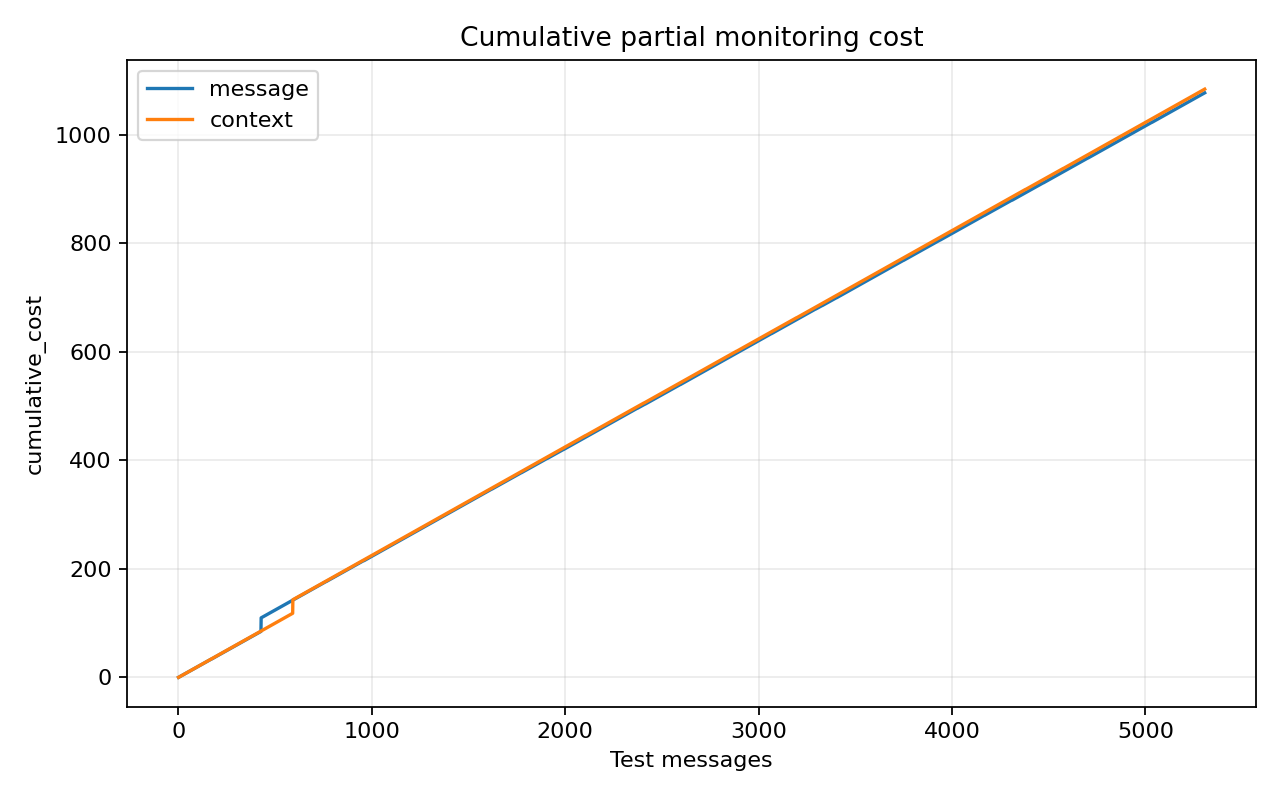 Cumulative partial monitoring cost
message
context
1000
800
600
400
200
0
cumulative_cost
0 1000 2000 3000 4000 5000
Test messages